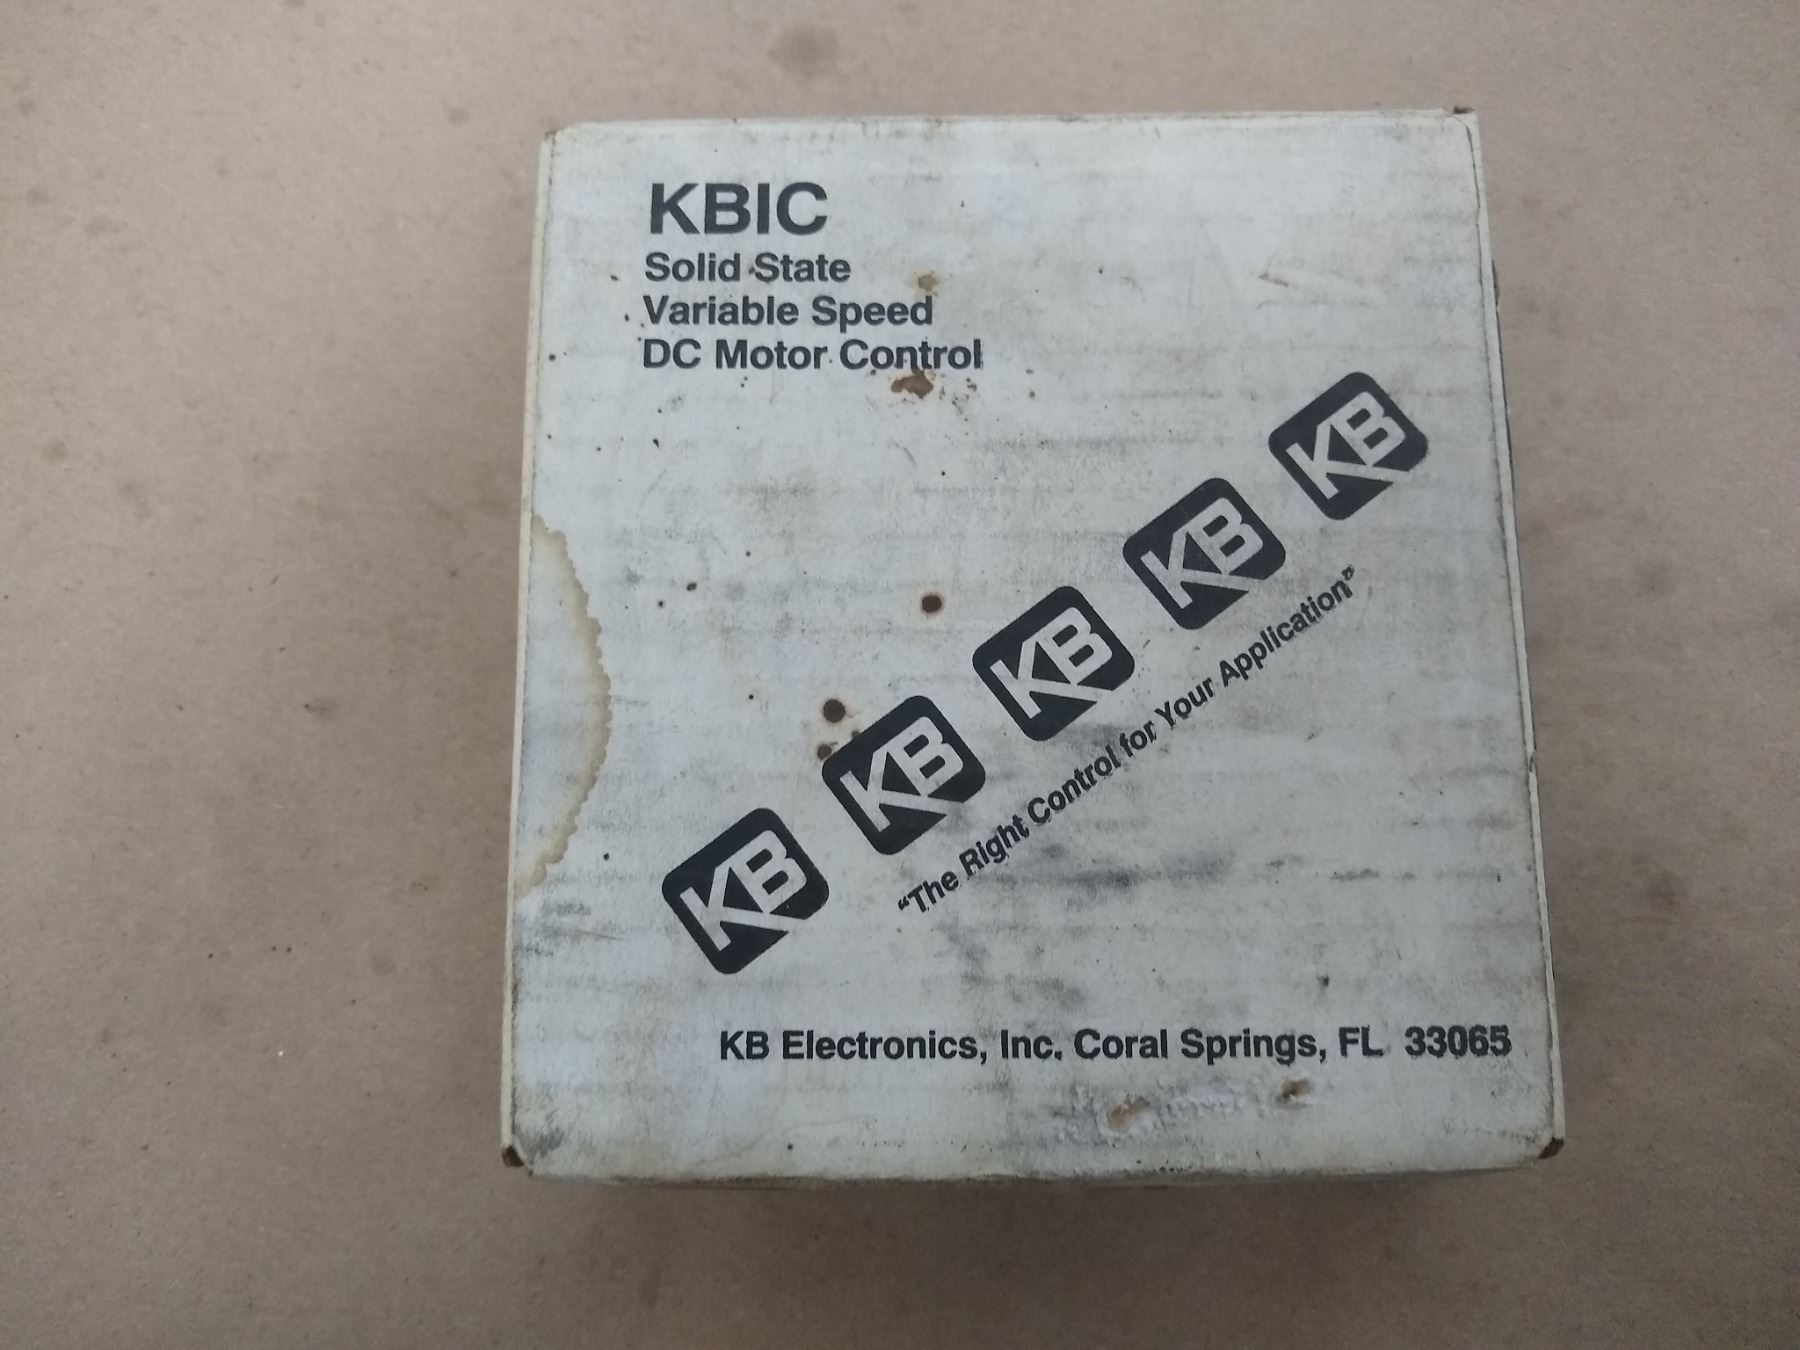 KBIC
Solid State
Variable Speed
DC Motor Control
KB
KB
KB
KB
KB
“The Right Control for Your Application”
KB Electronics, Inc. Coral Springs, FL 33065